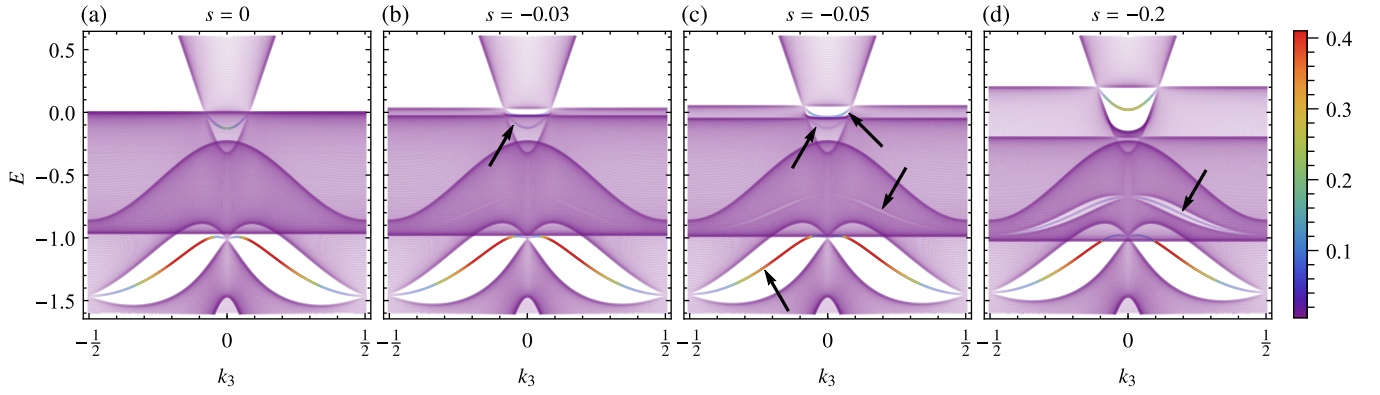 (a) s = 0 (b) s = −0.03 (c) s = −0.05 (d) s = −0.2
0.5
0.0
−0.5
−1.0
−1.5
E
−1/2 0 1/2 −1/2 0 1/2 −1/2 0 1/2 −1/2 0 1/2
k₃ k₃ k₃ k₃
0.4
0.3
0.2
0.1